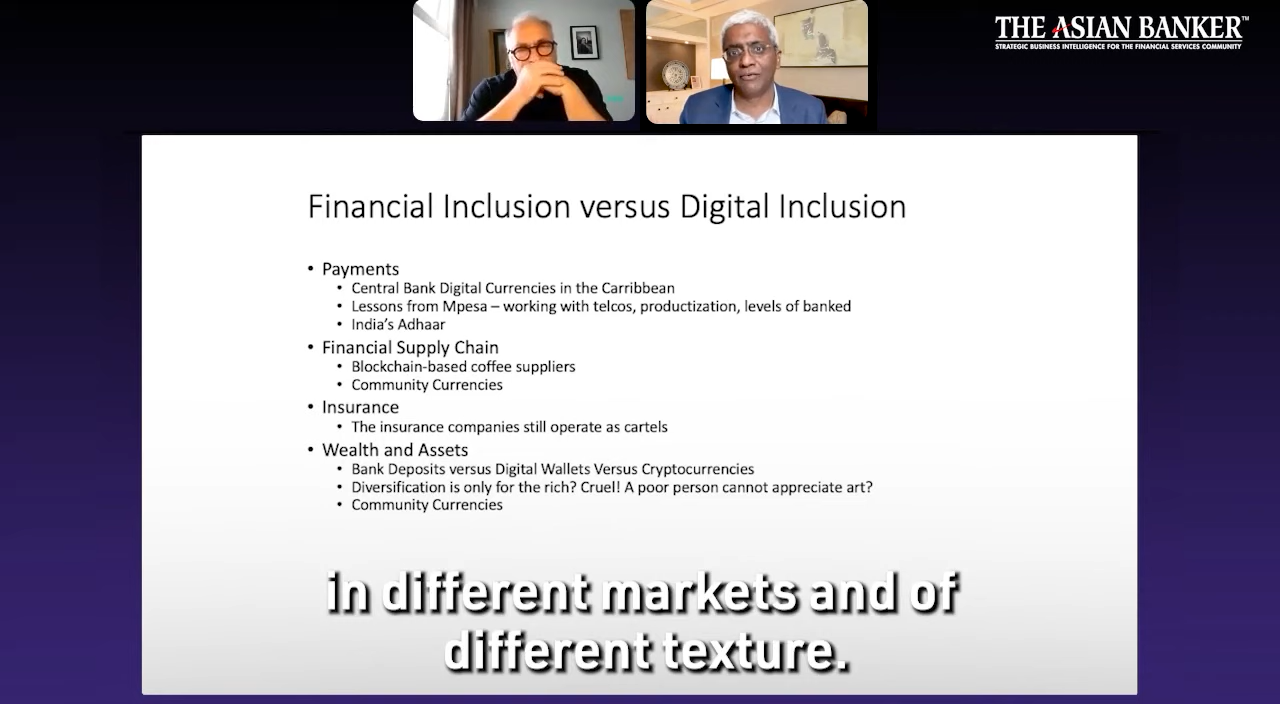 THE ASIAN BANKER™
STRATEGIC BUSINESS INTELLIGENCE FOR THE FINANCIAL SERVICES COMMUNITY
Financial Inclusion versus Digital Inclusion
• Payments
• Central Bank Digital Currencies in the Carribbean
• Lessons from Mpesa – working with telcos, productization, levels of banked
• India's Adhaar
• Financial Supply Chain
• Blockchain-based coffee suppliers
• Community Currencies
• Insurance
• The insurance companies still operate as cartels
• Wealth and Assets
• Bank Deposits versus Digital Wallets Versus Cryptocurrencies
• Diversification is only for the rich? Cruel! A poor person cannot appreciate art?
• Community Currencies
in different markets and of
different texture.